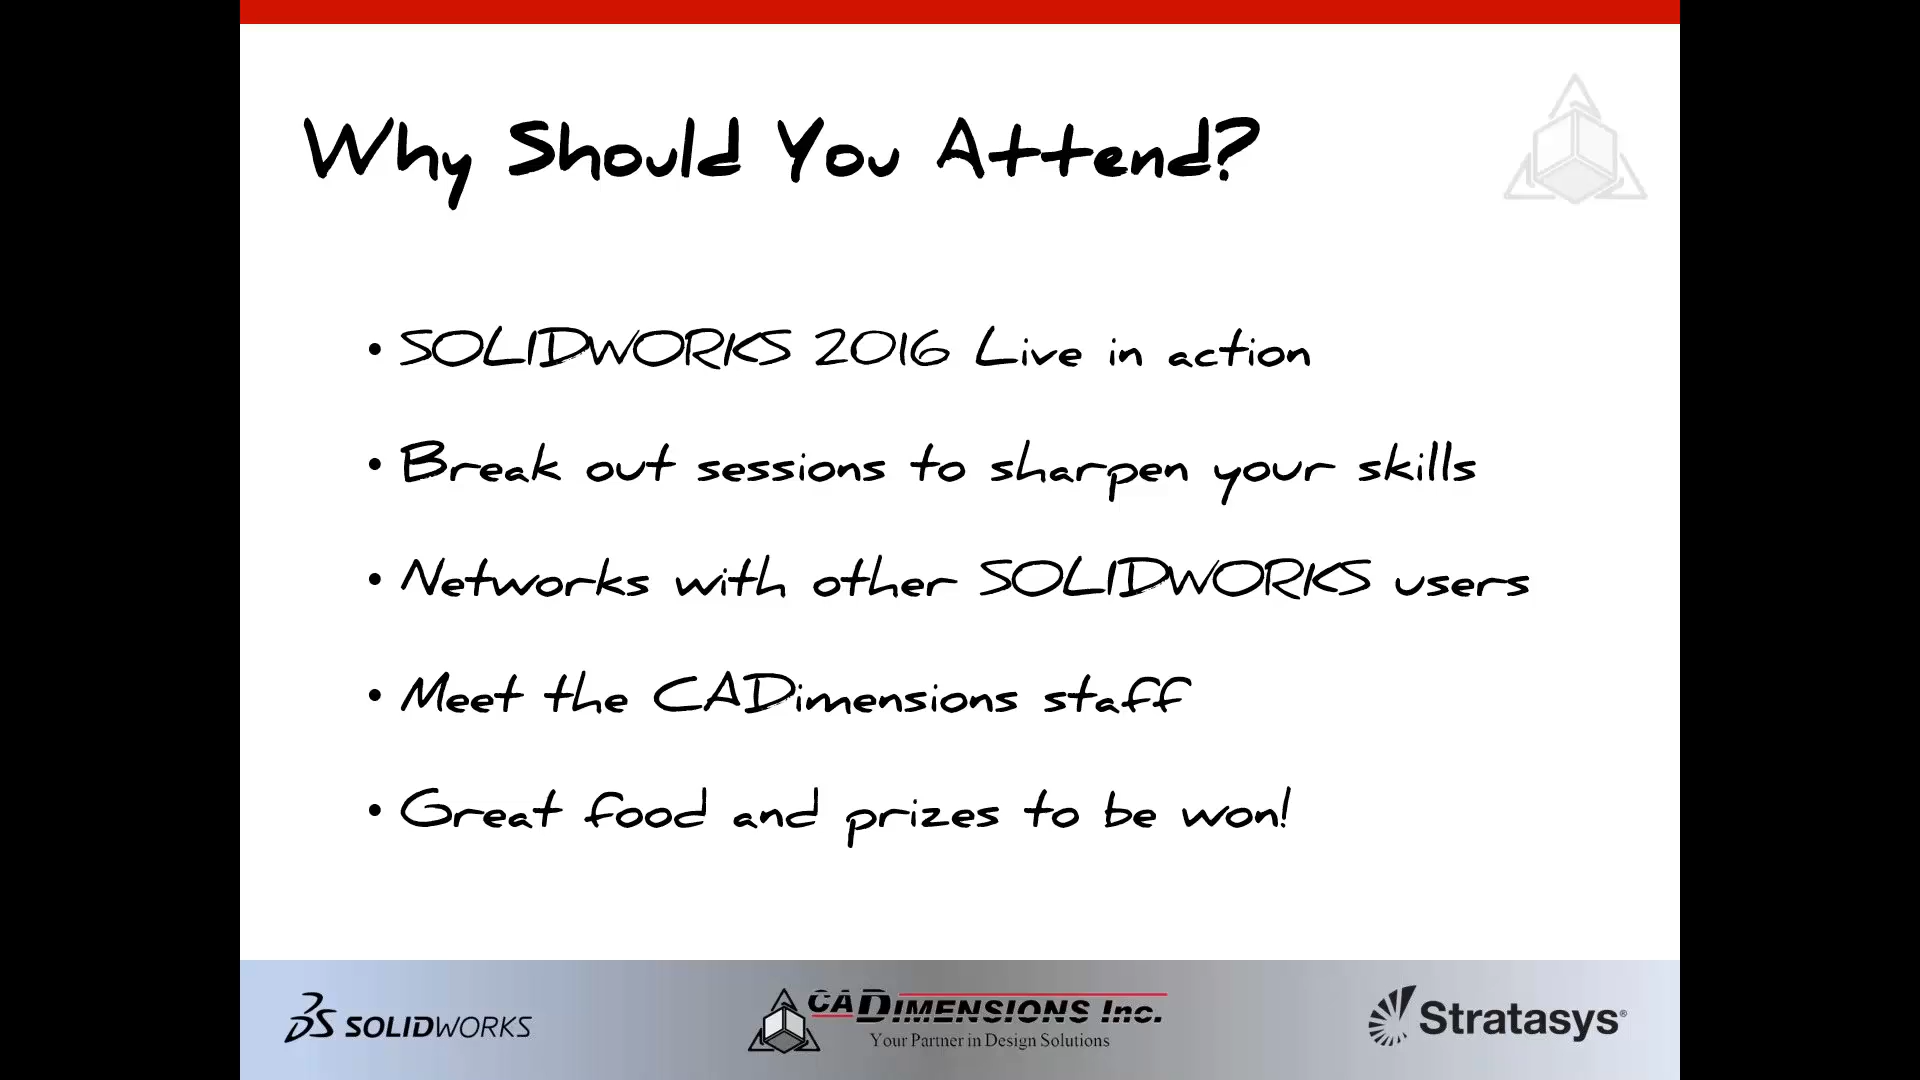 Why Should You Attend?
• SOLIDWORKS 2016 Live in action
• Break out sessions to sharpen your skills
• Networks with other SOLIDWORKS users
• Meet the CADimensions staff
• Great food and prizes to be won!
3DS SOLIDWORKS
CADIMENSIONS Inc.
Your Partner in Design Solutions
Stratasys®